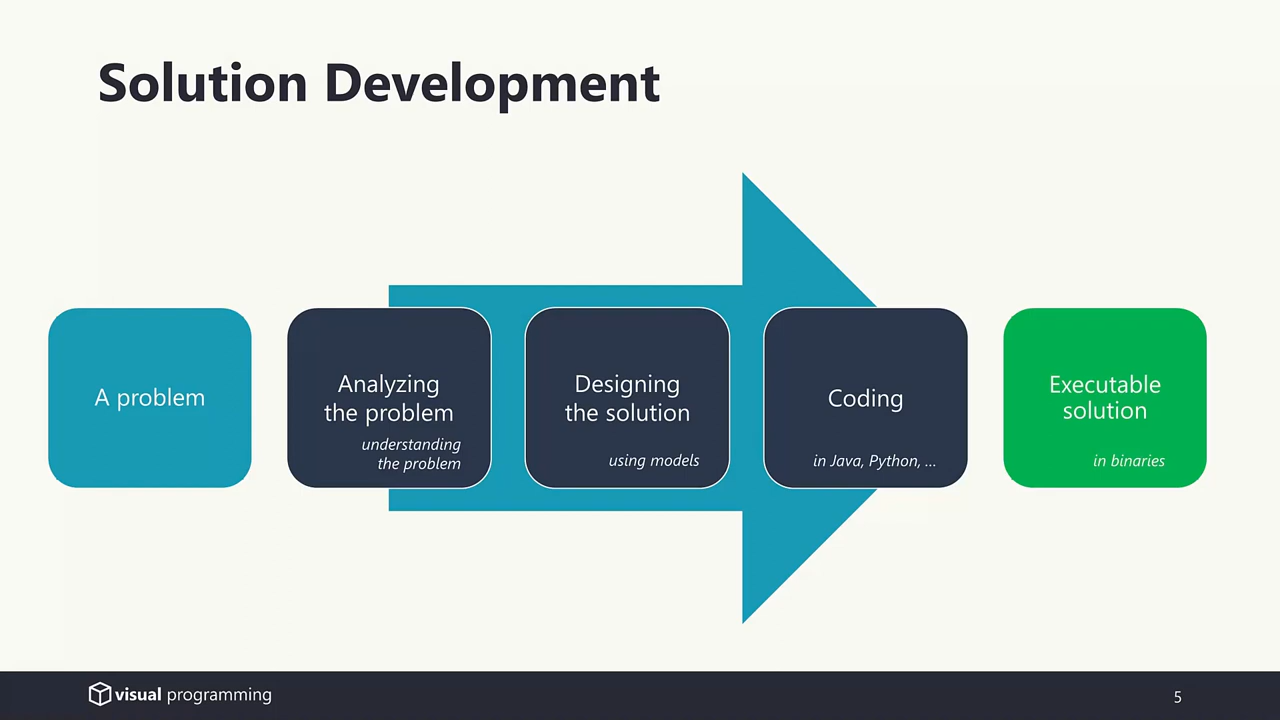 Solution Development
A problem
Analyzing
the problem
understanding
the problem
Designing
the solution
using models
Coding
in Java, Python, ...
Executable
solution
in binaries
visual programming
5